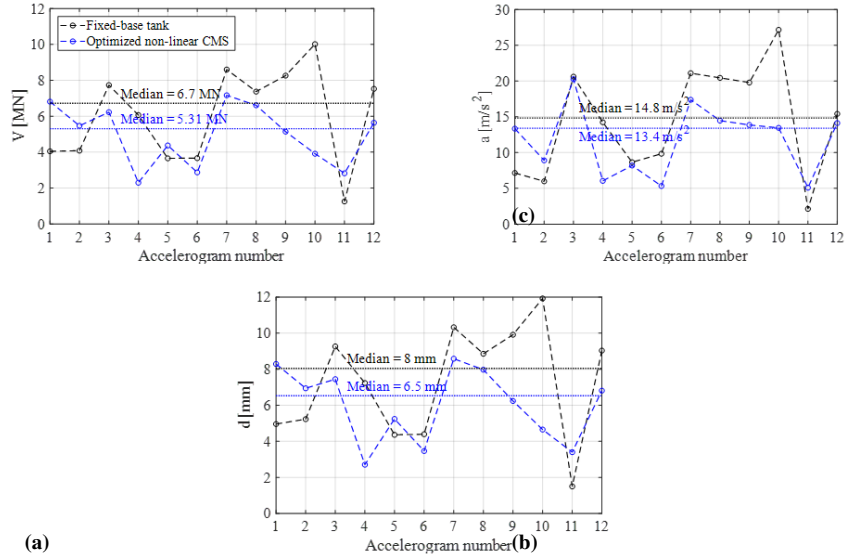 12
10
8
6
4
2
0
V [MN]
Fixed-base tank
Optimized non-linear CMS
Median = 6.7 MN
Median = 5.31 MN
1 2 3 4 5 6 7 8 9 10 11 12
Accelerogram number
30
25
20
15
10
5
0
a [m/s²]
Median = 14.8 m/s²
Median = 13.4 m/s²
(c)
1 2 3 4 5 6 7 8 9 10 11 12
Accelerogram number
12
10
8
6
4
2
0
d [mm]
Median = 8 mm
Median = 6.5 mm
1 2 3 4 5 6 7 8 9 10 11 12
Accelerogram number
(a)
(b)